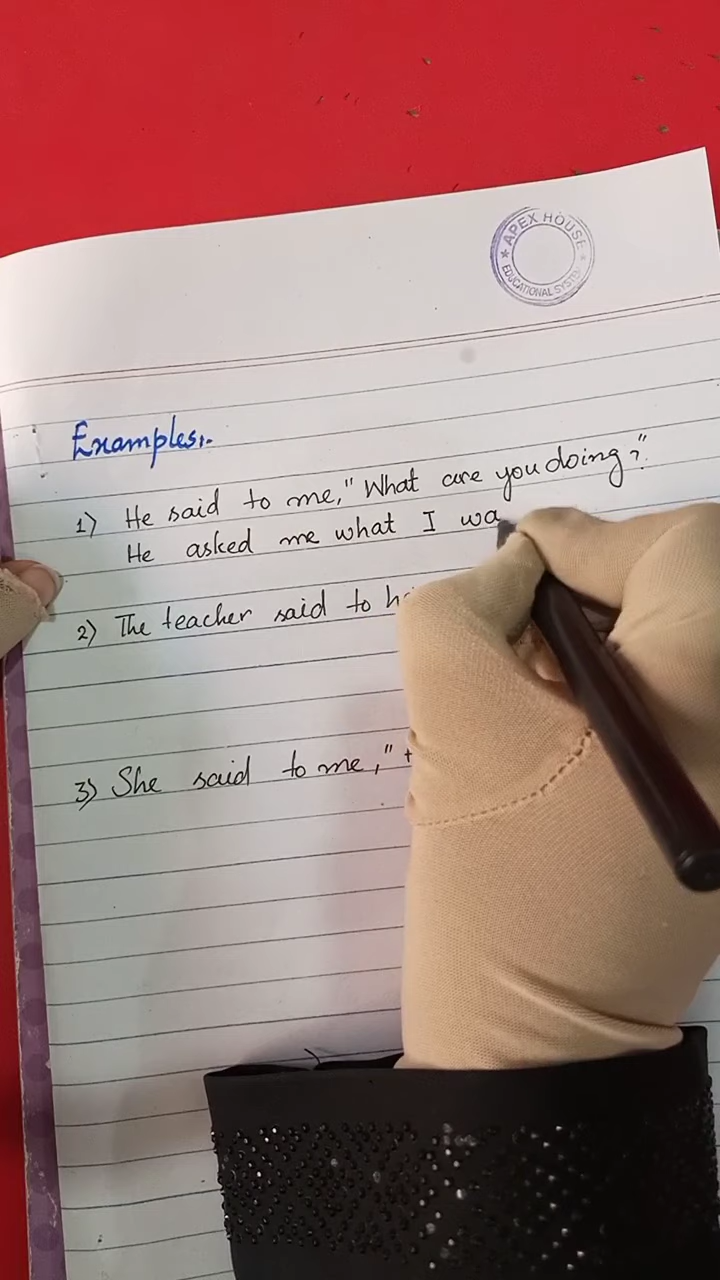 APEX HOUSE
EDUCATIONAL SYSTEM
Examples:-
1) He said to me," What are you doing?"
He asked me what I wa
2) The teacher said to
3) She said to me,"